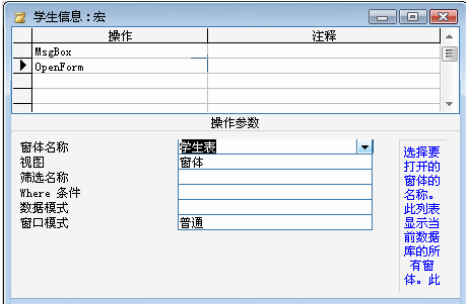 学生信息：宏
操作 注释
MsgBox
OpenForm
操作参数
窗体名称 学生表
视图 窗体
筛选名称
Where 条件
数据模式
窗口模式 普通
选择要
打开的
窗体的
名称。
此列表
显示当
前数据
库的所
有窗
体。此